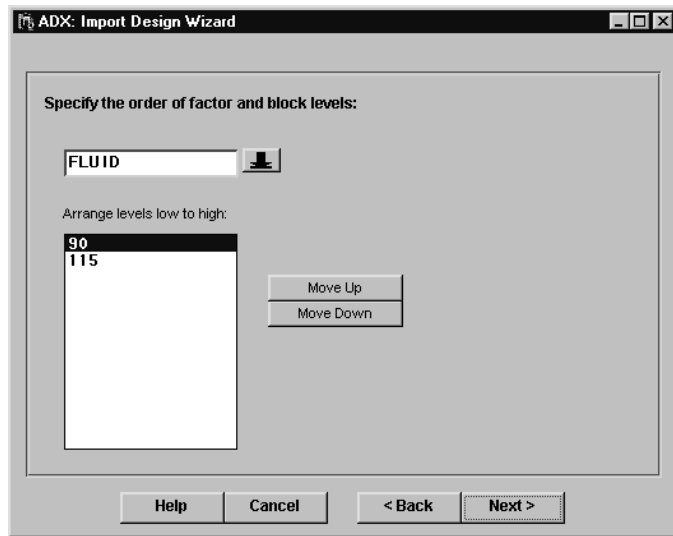 ADX: Import Design Wizard
Specify the order of factor and block levels:
FLUID
Arrange levels low to high:
90
115
Move Up
Move Down
Help Cancel < Back Next >